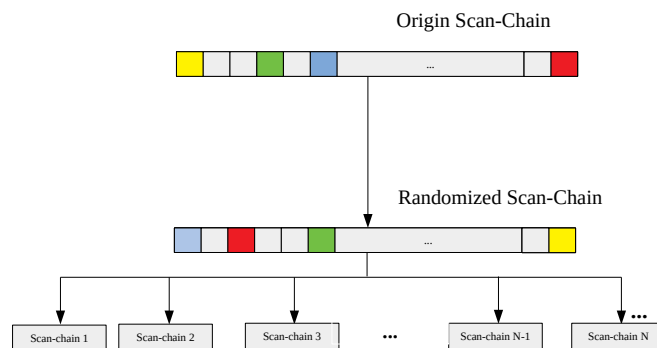 Origin Scan-Chain
...
Randomized Scan-Chain
...
...
Scan-chain 1
Scan-chain 2
Scan-chain 3
...
Scan-chain N-1
Scan-chain N